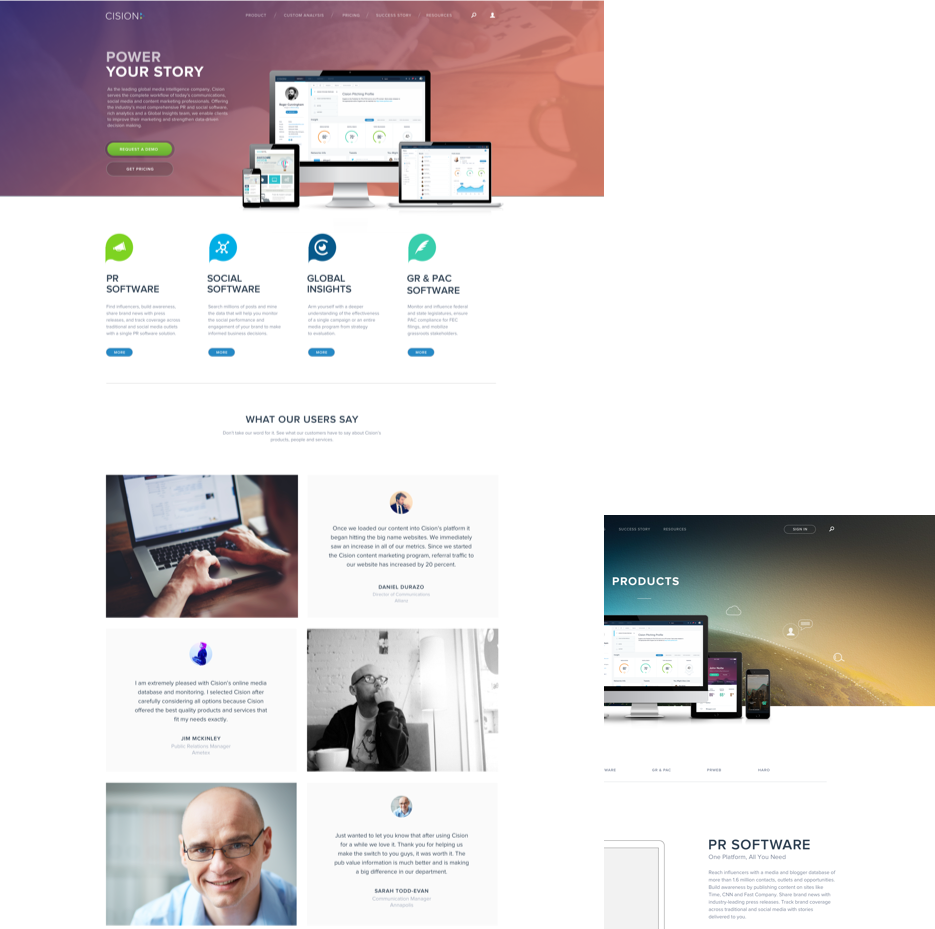 CISION
PRODUCT / CUSTOM ANALYSIS / PRICING / SUCCESS STORY / RESOURCES
POWER
YOUR STORY
As the leading global media intelligence company, Cision
serves the complete workflow of today's communication,
social media and content marketing professionals. Offering
the industry's most comprehensive PR and social software,
rich analytics and a Global Insights team, we enable clients
to improve their marketing and strengthen data-driven
decision making.
REQUEST A DEMO
GET PRICING
PR
SOFTWARE
Find influencers, build awareness,
share brand news with press
releases, and track coverage across
traditional and social media outlets
with a single PR software solution.
MORE
SOCIAL
SOFTWARE
Search millions of posts and mine
the data that will help you monitor
the social performance and
engagement of your brand to make
informed business decisions.
MORE
GLOBAL
INSIGHTS
Arm yourself with a deeper
understanding of the effectiveness
of a single campaign or an entire
media program from strategy
to evaluation.
MORE
GR & PAC
SOFTWARE
Monitor and influence federal
and state legislatures, ensure
PAC compliance for FEC
filings, and mobilize
grassroots stakeholders.
MORE
WHAT OUR USERS SAY
Don't take our word for it. See what our customers have to say about Cision's
products, people and services.
Once we loaded our content into Cision's platform it
began hitting the big name websites. We immediately
saw an increase in all of our metrics. Since we started
the Cision content marketing program, referral traffic to
our website has increased by 20 percent.
DANIEL DURAZO
Director of Communications
I am extremely pleased with Cision's online media
database and monitoring. I selected Cision after
carefully considering all options because Cision
offered the best quality products and services that
fit my needs exactly.
JIM MCKINLEY
Public Relations Manager
Just wanted to let you know that after using Cision
for a while we love it. Thank you for helping us
make the switch to you guys, it was worth it. The
pub value information is much better and is making
a big difference in our department.
SARAH TODD-EVAN
Communication Manager
Annapolis
SUCCESS STORY
RESOURCES
SIGN IN
PRODUCTS
WARE
GR & PAC
PRWEB
HARO
PR SOFTWARE
One Platform, All You Need
Reach influencers with a media and blogger database of
more than 1.6 million contacts, outlets and opportunities.
Build awareness by publishing content on sites like
Time, CNN and Fast Company. Share brand news with
industry-leading press releases. Track brand coverage
across traditional and social media with stories
delivered to you.